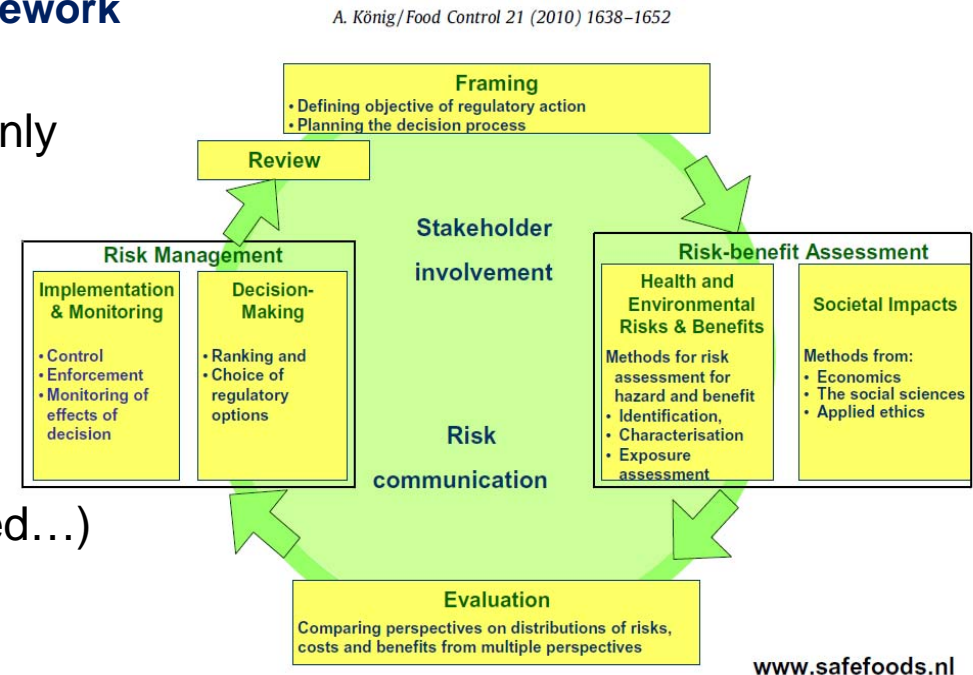 ework
A. König / Food Control 21 (2010) 1638–1652
nly
ed…)
Framing
• Defining objective of regulatory action
• Planning the decision process
Review
Stakeholder
involvement
Risk
communication
Risk-benefit Assessment
Health and
Environmental
Risks & Benefits
Methods for risk
assessment for
hazard and benefit
• Identification,
• Characterisation
• Exposure
assessment
Societal Impacts
Methods from:
• Economics
• The social sciences
• Applied ethics
Evaluation
Comparing perspectives on distributions of risks,
costs and benefits from multiple perspectives
Risk Management
Implementation
& Monitoring
• Control
• Enforcement
• Monitoring of
effects of
decision
Decision-
Making
• Ranking and
• Choice of
regulatory
options
www.safefoods.nl